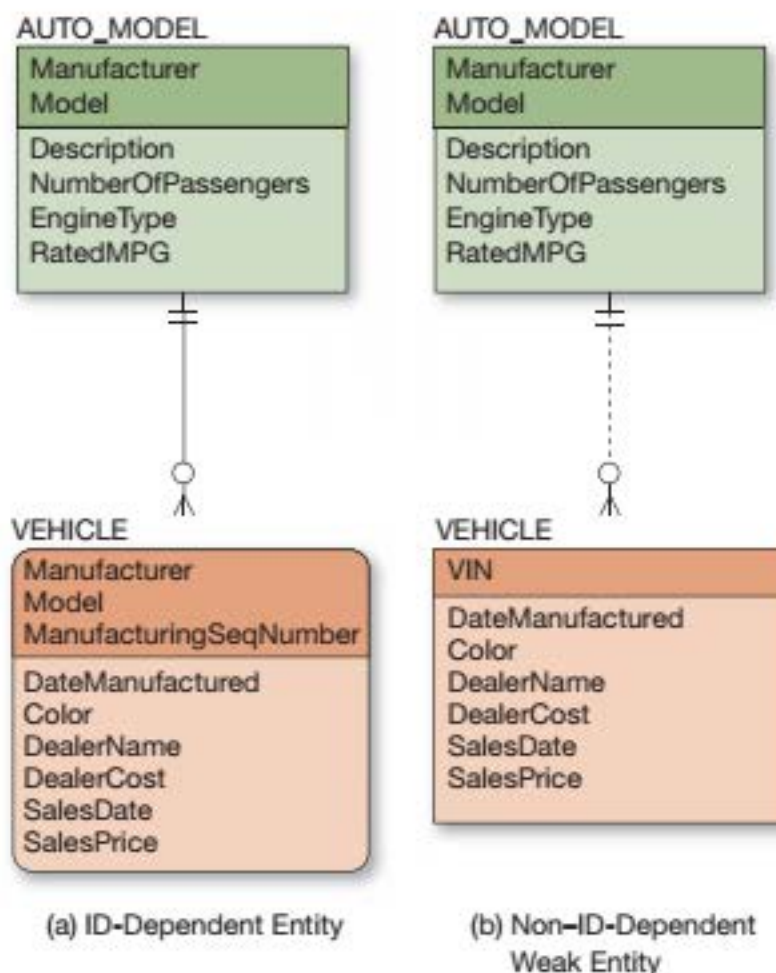 AUTO_MODEL
Manufacturer
Model
Description
NumberOfPassengers
EngineType
RatedMPG
VEHICLE
Manufacturer
Model
ManufacturingSeqNumber
DateManufactured
Color
DealerName
DealerCost
SalesDate
SalesPrice
(a) ID-Dependent Entity
AUTO_MODEL
Manufacturer
Model
Description
NumberOfPassengers
EngineType
RatedMPG
VEHICLE
VIN
DateManufactured
Color
DealerName
DealerCost
SalesDate
SalesPrice
(b) Non–ID-Dependent
Weak Entity